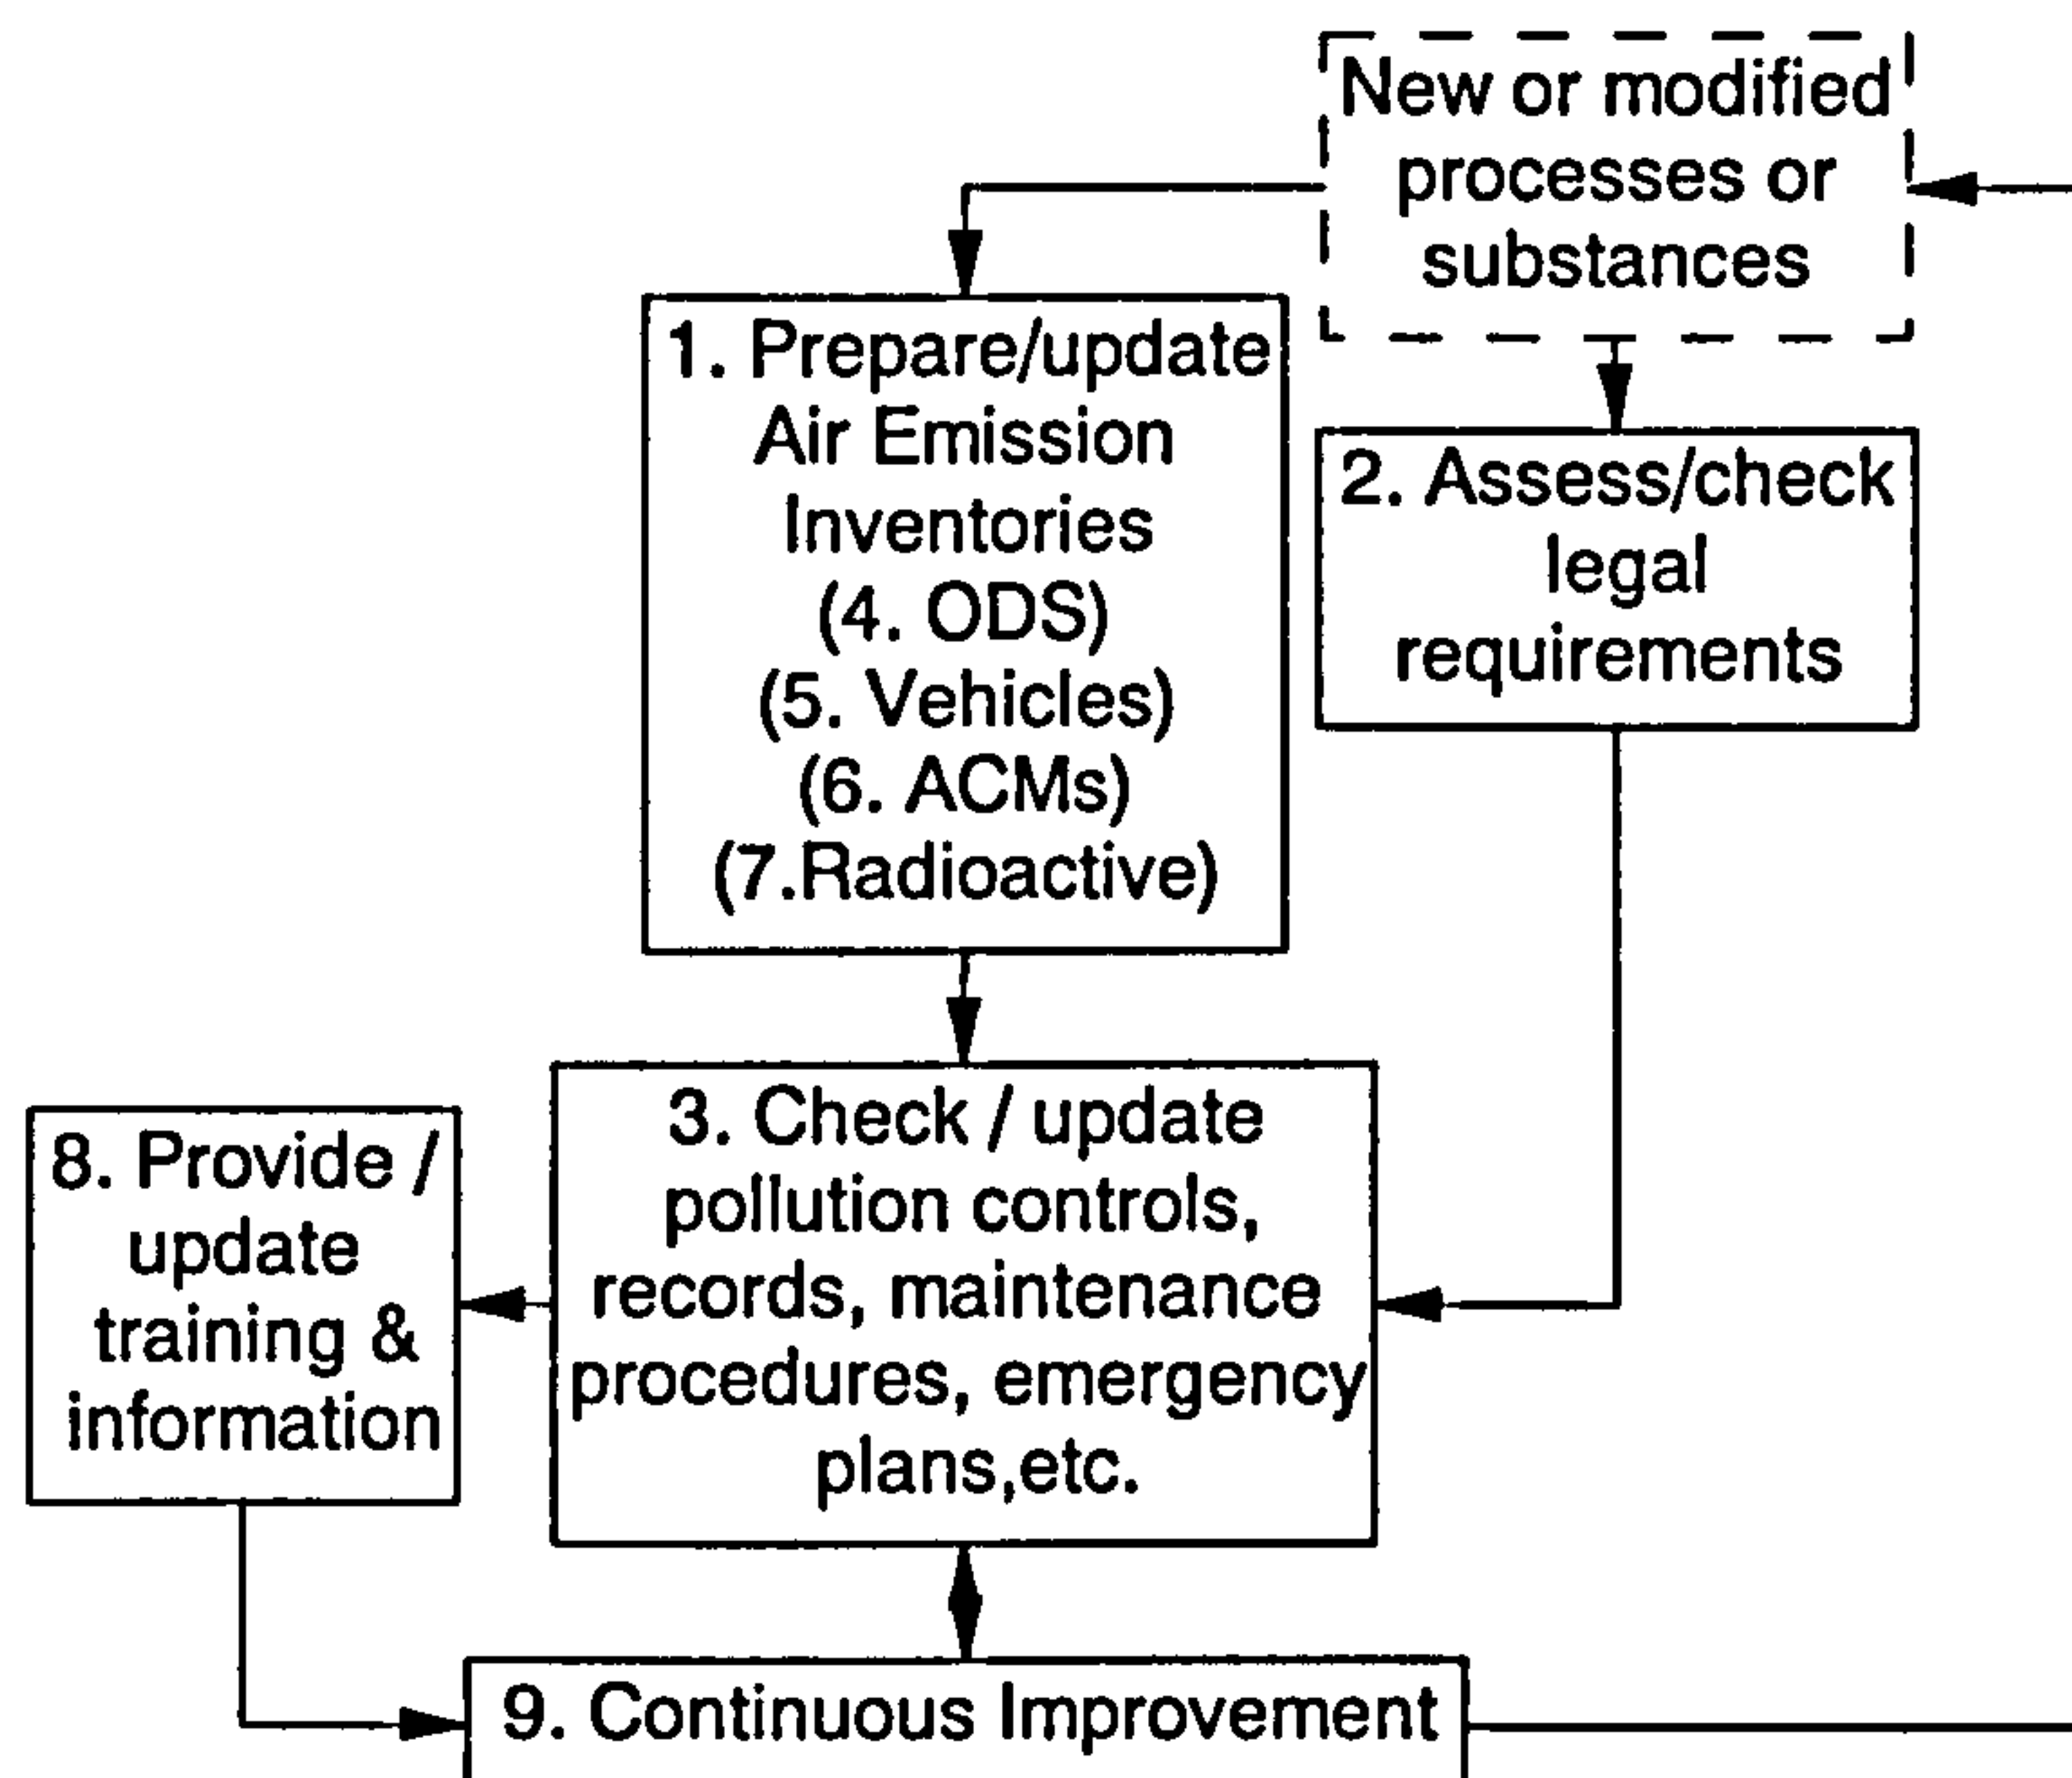 New or modified
processes or
substances
1. Prepare/update
Air Emission
Inventories
(4. ODS)
(5. Vehicles)
(6. ACMs)
(7.Radioactive)
2. Assess/check
legal
requirements
3. Check / update
pollution controls,
records, maintenance
procedures, emergency
plans,etc.
8. Provide /
update
training &
information
9. Continuous Improvement